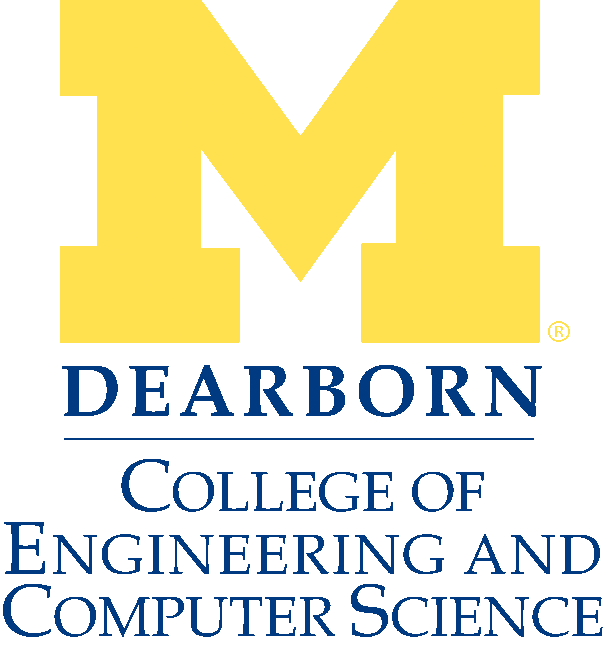 M®
DEARBORN
COLLEGE OF
ENGINEERING AND
COMPUTER SCIENCE